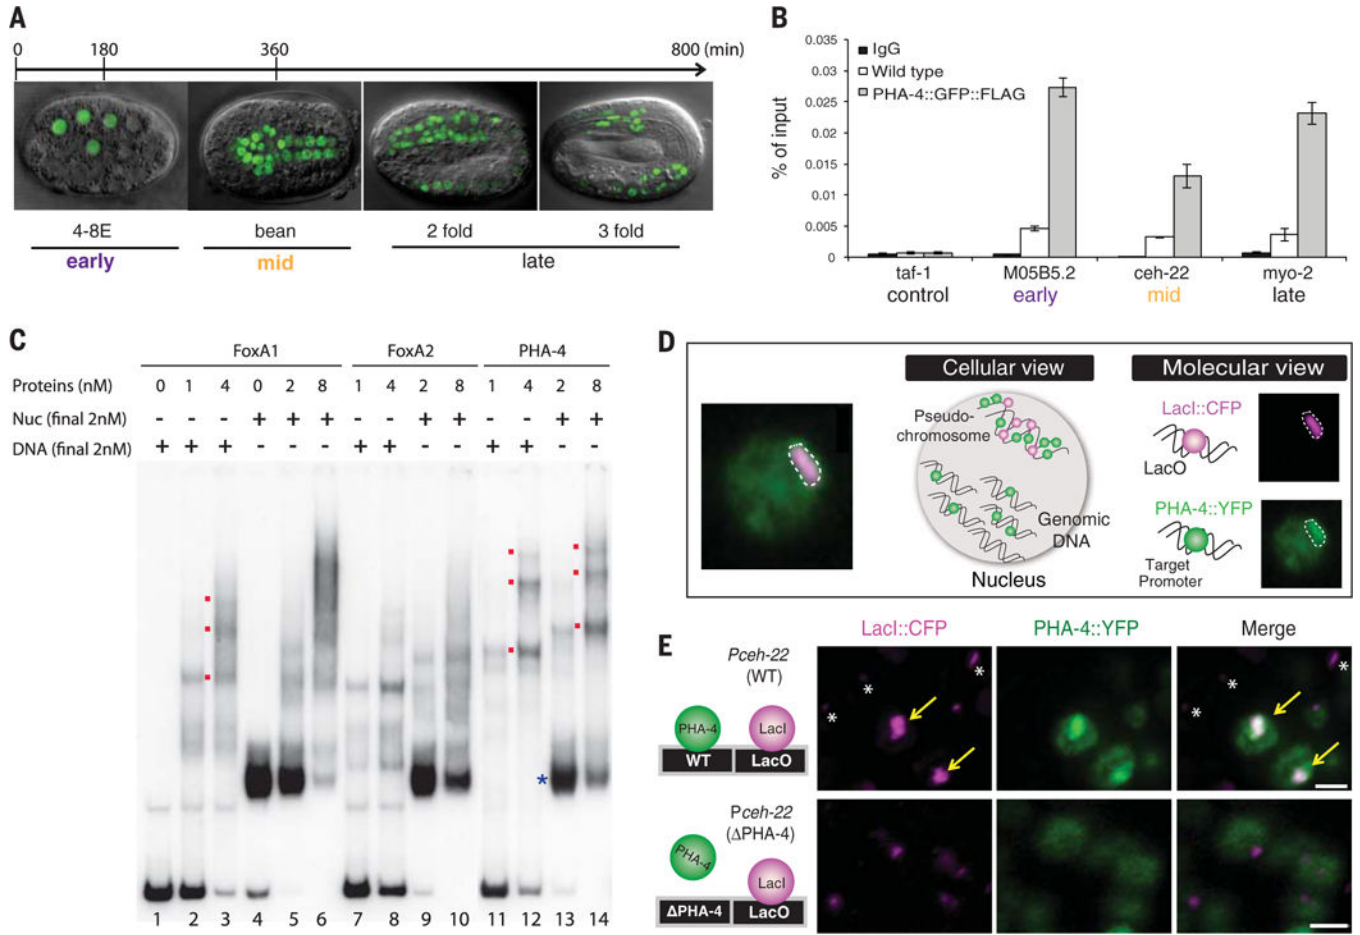 A
0 180 360 800 (min)
4-8E bean 2 fold 3 fold
early mid late
B
% of input
0.035
0.03
0.025
0.02
0.015
0.01
0.005
0
IgG
Wild type
PHA-4::GFP::FLAG
taf-1 M05B5.2 ceh-22 myo-2
control early mid late
C
FoxA1 FoxA2 PHA-4
Proteins (nM) 0 1 4 0 2 8 1 4 2 8 1 4 2 8
Nuc (final 2nM) - - - + + + - - + + - - + +
DNA (final 2nM) + + + - - - + + - - + + - -
*
1 2 3 4 5 6 7 8 9 10 11 12 13 14
D
Cellular view
Pseudo-
chromosome
Genomic
DNA
Nucleus
Molecular view
LacI::CFP
LacO
PHA-4::YFP
Target
Promoter
E
LacI::CFP PHA-4::YFP Merge
Pceh-22
(WT)
PHA-4 LacI
WT LacO
* * *
* * *
Pceh-22
(ΔPHA-4)
PHA-4
LacI
ΔPHA-4 LacO